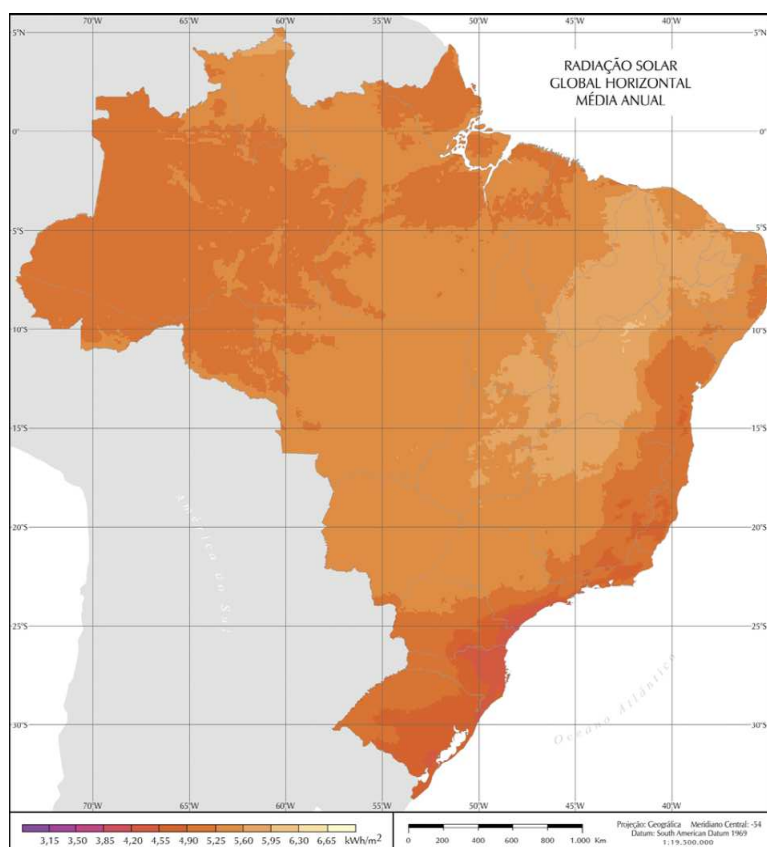 RADIAÇÃO SOLAR
GLOBAL HORIZONTAL
MÉDIA ANUAL
70°W 65°W 60°W 55°W 50°W 45°W 40°W
5°N 5°N
0° 0°
5°S 5°S
10°S 10°S
15°S 15°S
20°S 20°S
25°S 25°S
30°S 30°S
América do Sul
Oceano Atlântico
70°W 65°W 60°W 55°W 50°W 45°W 40°W
3,15 3,50 3,85 4,20 4,55 4,90 5,25 5,60 5,95 6,30 6,65 kWh/m²
0 200 400 600 800 1.000 Km
Projeção: Geográfica Meridiano Central: -54
Datum: South American Datum 1969
1:19.500.000